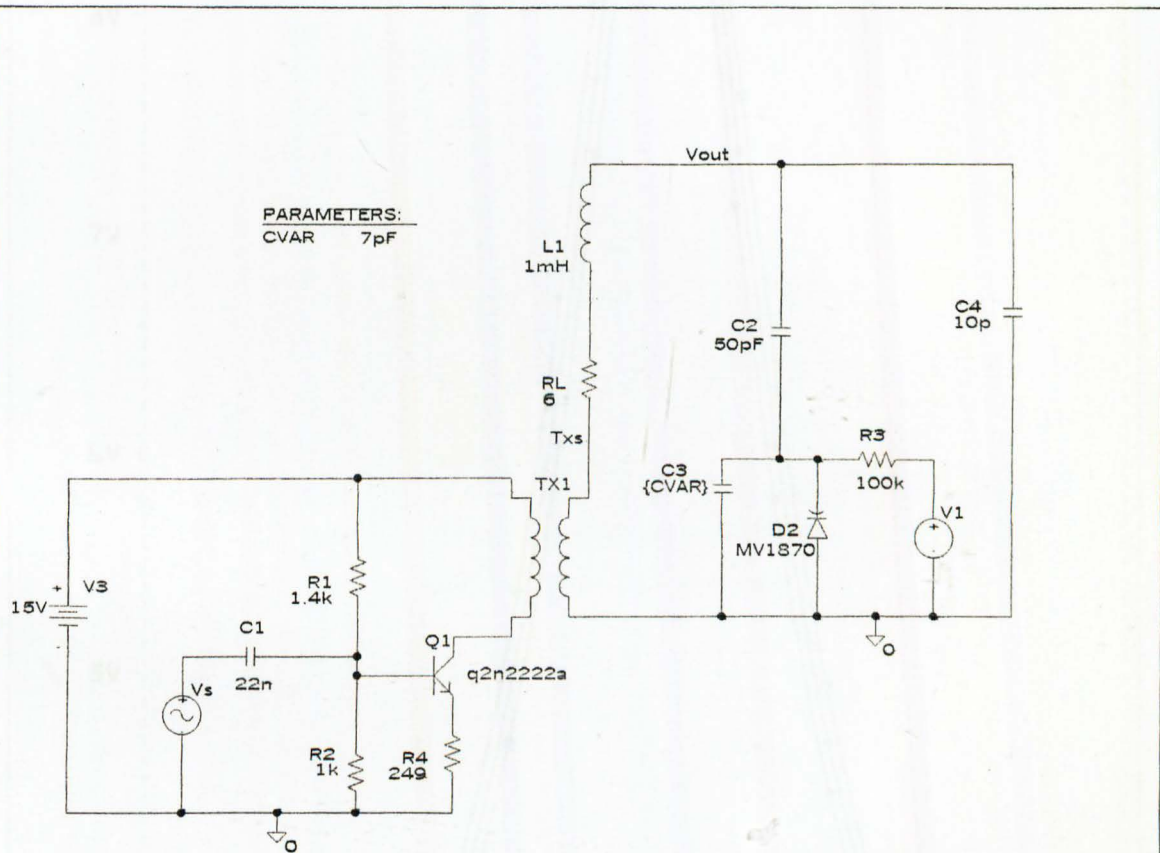 Vout
PARAMETERS:
CVAR 7pF
L1
1mH
C2
50pF
C4
10p
RL
6
Txs
R3
100k
TX1
C3
{CVAR}
V1
+
-
D2
MV1870
+
V3
15V
R1
1.4k
C1
22n
Q1
q2n2222a
Vs
+
R2
1k
R4
249
0
0